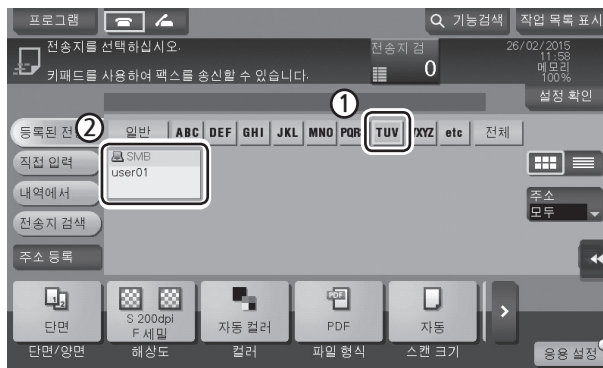 프로그램
기능검색
작업 목록 표시
전송지를 선택하십시오.
키패드를 사용하여 팩스를 송신할 수 있습니다.
전송지 검
0
26/02/2015
11:58
메모리
100%
설정 확인
①
②
등록된 전
일반 ABC DEF GHI JKL MNO PQR TUV XYZ etc 전체
직접 입력
SMB
user01
내역에서
전송지 검색
주소 등록
주소
모두
1 2
단면
S 200dpi
F 세밀
자동 컬러
PDF
PDF
자동
단면/양면
해상도
컬러
파일 형식
스캔 크기
응용 설정